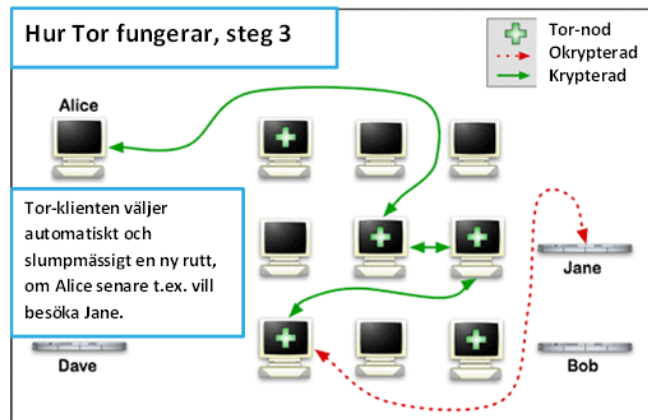 Hur Tor fungerar, steg 3
Tor-nod
Okrypterad
Krypterad
Alice
Tor-klienten väljer
automatiskt och
slumpmässigt en ny rutt,
om Alice senare t.ex. vill
besöka Jane.
Jane
Dave
Bob